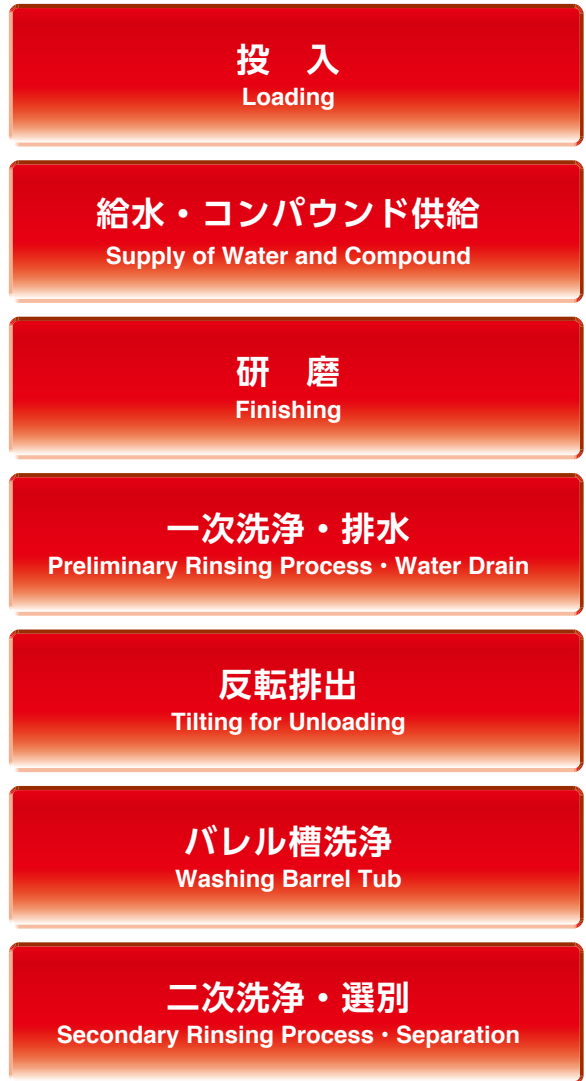 投　入
Loading
給水・コンパウンド供給
Supply of Water and Compound
研　磨
Finishing
一次洗浄・排水
Preliminary Rinsing Process・Water Drain
反転排出
Tilting for Unloading
バレル槽洗浄
Washing Barrel Tub
二次洗浄・選別
Secondary Rinsing Process・Separation